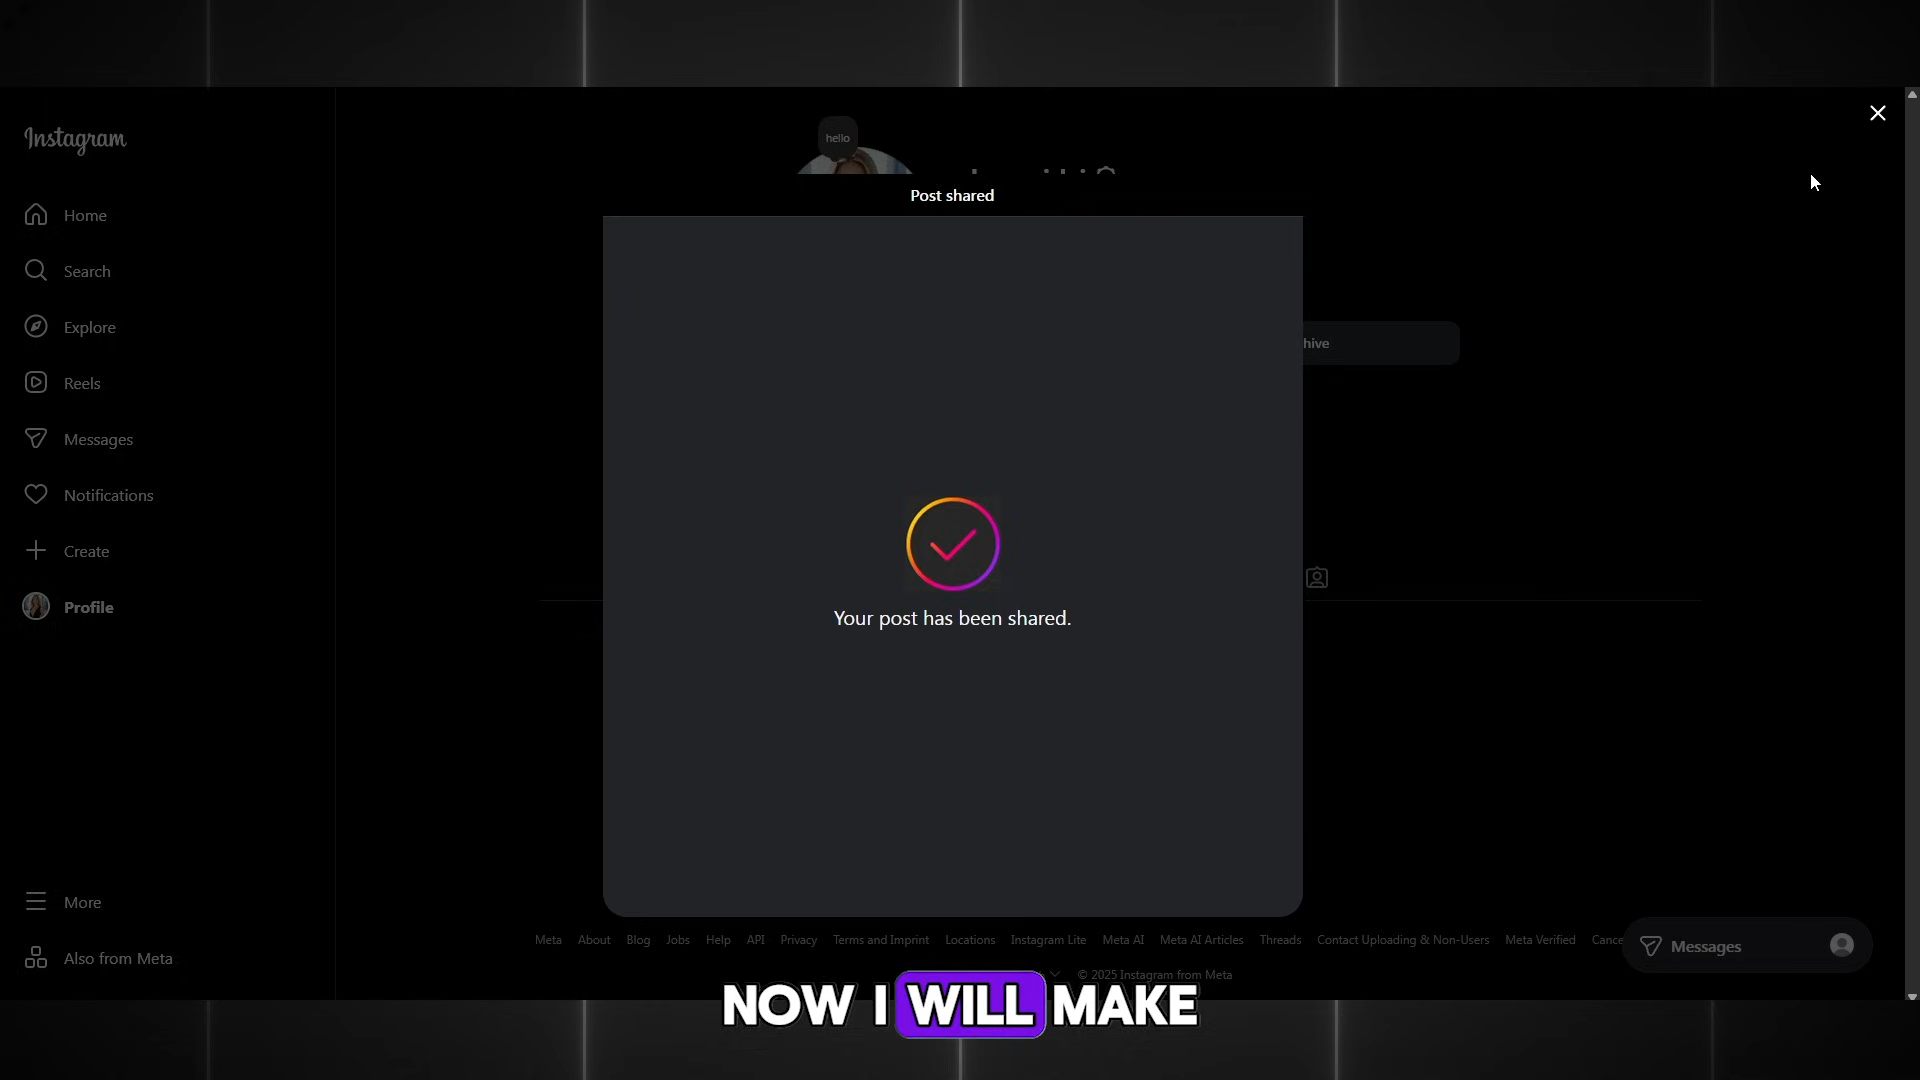 Instagram
hello
Post shared
Home
Search
Explore
hive
Reels
Messages
Notifications
Create
Profile
Your post has been shared.
More
Also from Meta
Meta About Blog Jobs Help API Privacy Terms and Imprint Locations Instagram Lite Meta AI Meta AI Articles Threads Contact Uploading & Non-Users Meta Verified Cance
Messages
© 2025 Instagram from Meta
NOW I WILL MAKE